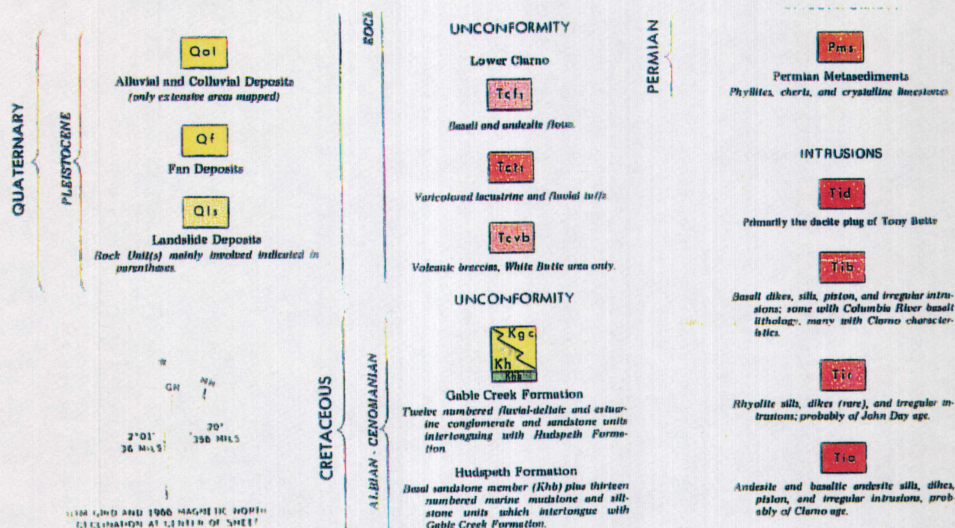 QUATERNARY
PLEISTOCENE
Qal
Alluvial and Colluvial Deposits
(only extensive areas mapped)
Qf
Fan Deposits
Qls
Landslide Deposits
Rock Unit(s) mainly involved indicated in
parentheses.
GN
MN
2°01'
36 MILS
20°
356 MILS
GRID AND 1966 MAGNETIC NORTH
DECLINATION AT CENTER OF SHEET
UNCONFORMITY
Lower Clarno
Tcf₁
Basalt and andesite flows.
Tct₁
Varicolored lacustrine and fluvial tuffs
Tcvb
Volcanic breccias, White Butte area only.
UNCONFORMITY
CRETACEOUS
ALBIAN - CENOMANIAN
Kgc
Kh
Khb
Gable Creek Formation
Twelve numbered fluvial-deltaic and estuar-
ine conglomerate and sandstone units
intertonguing with Hudspeth Forma-
tion
Hudspeth Formation
Basal sandstone member (Khb) plus thirteen
numbered marine mudstone and silt-
stone units which intertongue with
Gable Creek Formation.
PERMIAN
Pms
Permian Metasediments
Phyllites, cherts, and crystalline limestones
INTRUSIONS
Tid
Primarily the dacite plug of Tony Butte
Tib
Basalt dikes, sills, piston, and irregular intru-
sions; some with Columbia River basalt
lithology, many with Clarno character-
istics.
Tir
Rhyolite sills, dikes (rare), and irregular in-
trusions; probably of John Day age.
Tia
Andesite and basaltic andesite sills, dikes,
piston, and irregular intrusions, prob-
ably of Clarno age.